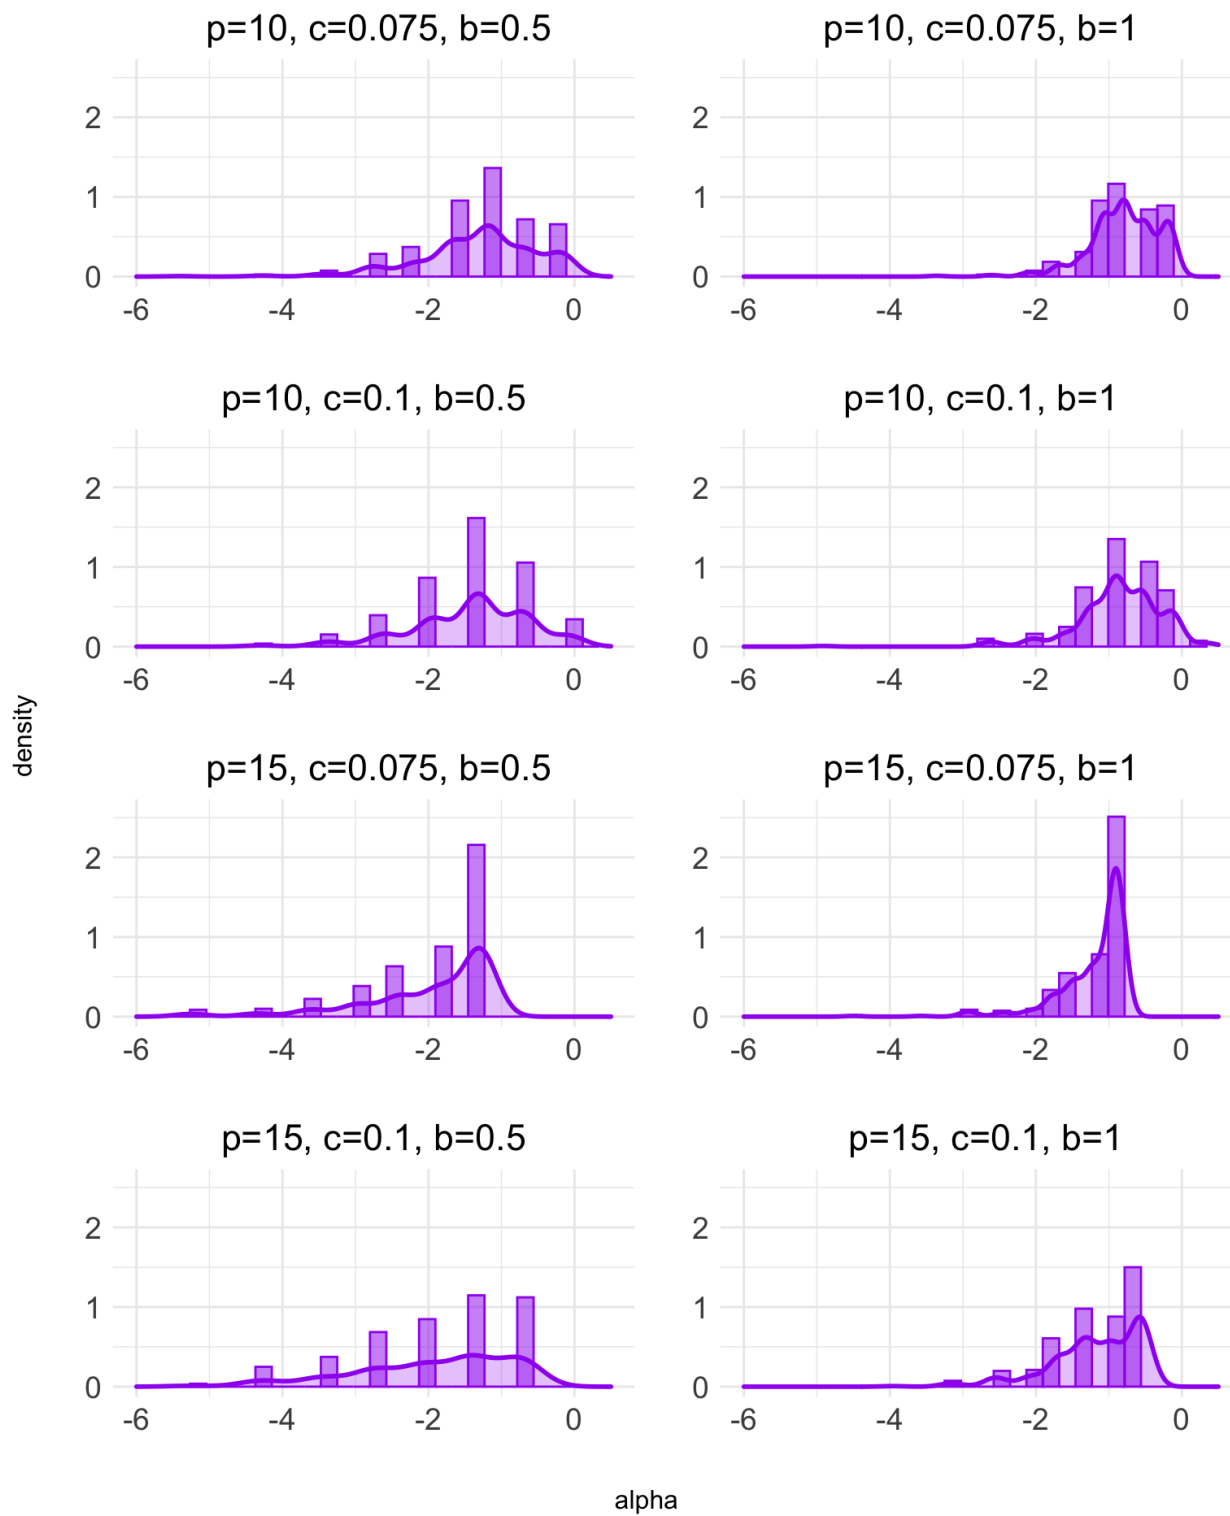 p=10, c=0.075, b=0.5
p=10, c=0.075, b=1
2
1
0
-6 -4 -2 0
2
1
0
-6 -4 -2 0
p=10, c=0.1, b=0.5
p=10, c=0.1, b=1
2
1
0
-6 -4 -2 0
2
1
0
-6 -4 -2 0
density
p=15, c=0.075, b=0.5
p=15, c=0.075, b=1
2
1
0
-6 -4 -2 0
2
1
0
-6 -4 -2 0
p=15, c=0.1, b=0.5
p=15, c=0.1, b=1
2
1
0
-6 -4 -2 0
2
1
0
-6 -4 -2 0
alpha